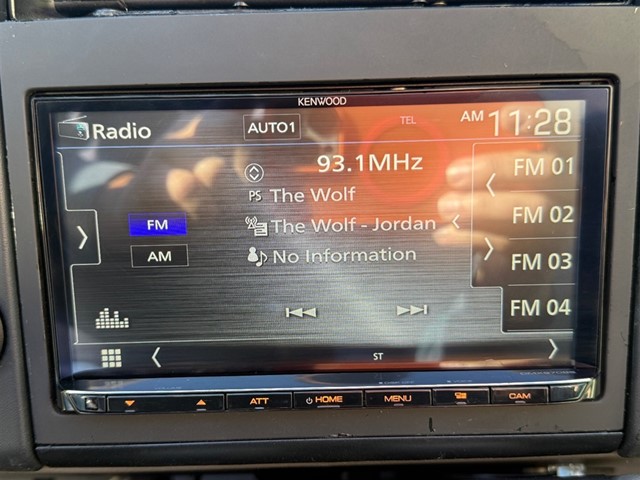 KENWOOD
Radio AUTO1 TEL AM 11:28
93.1MHz FM 01
PS The Wolf
FM The Wolf - Jordan FM 02
AM No Information FM 03
FM 04
ST
ATT HOME MENU CAM